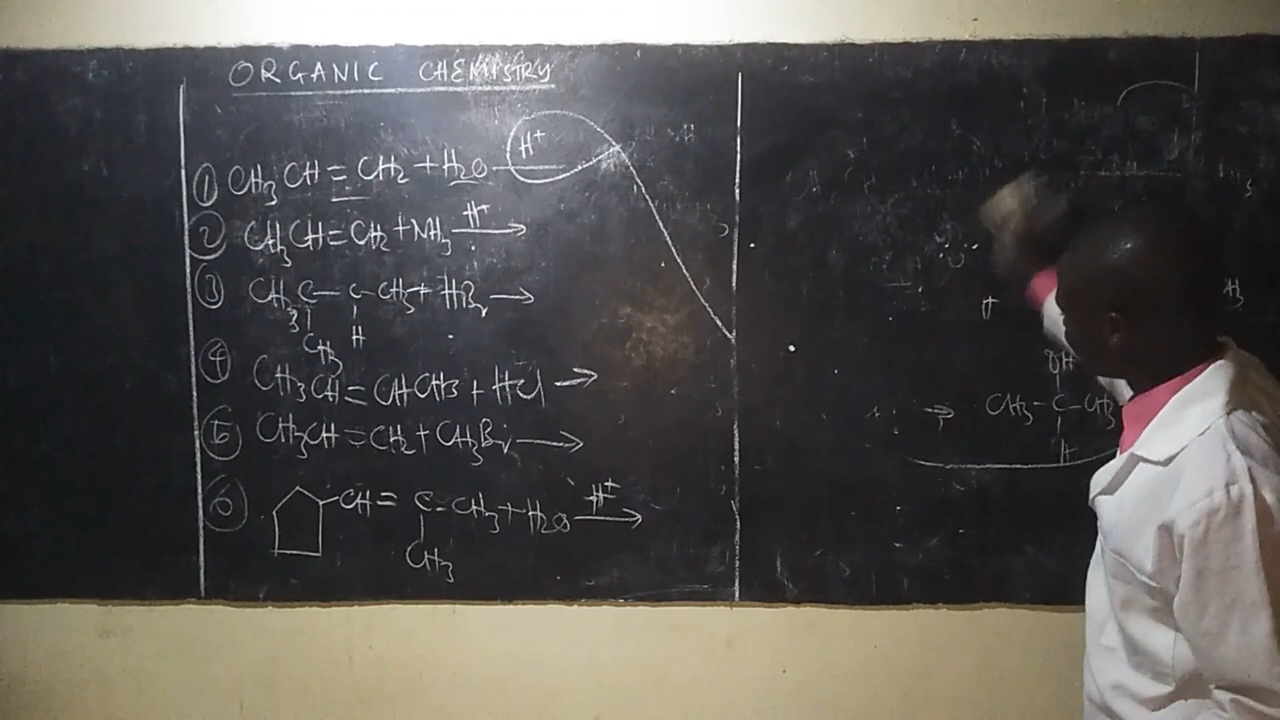 ORGANIC CHEMISTRY
① CH₃CH=CH₂+H₂O H⁺
② CH₃CH=CH₂+NH₃ H⁺ →
③ CH₃C–C–CH₃+HBr →
CH₃ H
④ CH₃CH=CHCH₃+HCl →
⑤ CH₃CH=CH₂+CH₃Br →
⑥ –CH=C-CH₃+H₂O H⁺ →
CH₃
OH
→ CH₃–C–CH₃
H